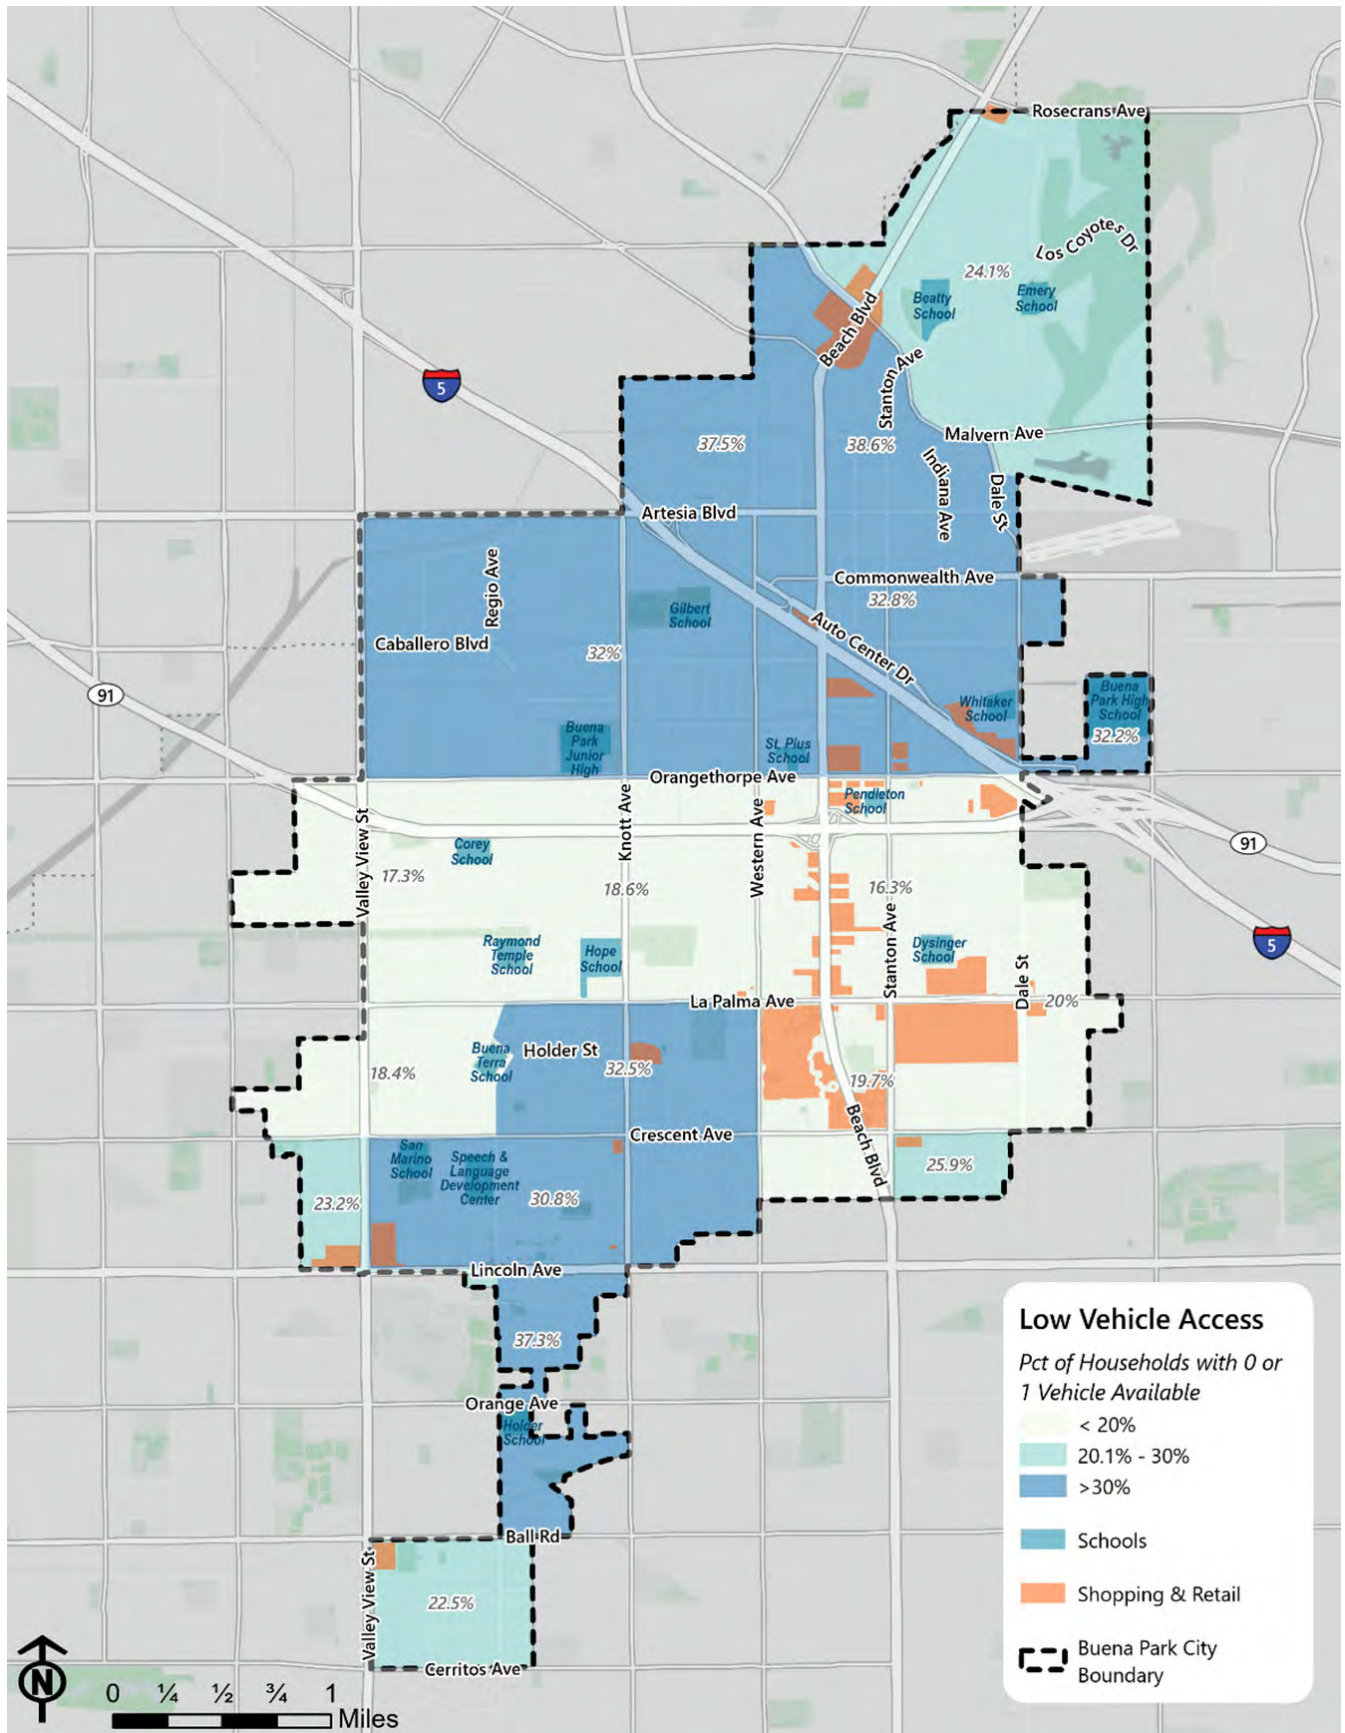 Rosecrans Ave
Los Coyotes Dr
24.1%
Beatty
School
Emery
School
Beach Blvd
Stanton Ave
5
37.5%
38.6%
Malvern Ave
Indiana Ave
Dale St
Artesia Blvd
Regio Ave
Commonwealth Ave
32.8%
Gilbert
School
Auto Center Dr
Caballero Blvd
32%
91
Whitaker
School
Buena
Park High
School
32.2%
Buena
Park
Junior
High
St. Pius
School
Orangethorpe Ave
Pendleton
School
Valley View St
Knott Ave
Western Ave
Corey
School
91
17.3%
18.6%
16.3%
Stanton Ave
Raymond
Temple
School
Hope
School
Dysinger
School
5
Dale St
La Palma Ave
20%
Buena
Terra
School
Holder St
32.5%
18.4%
19.7%
Beach Blvd
Crescent Ave
San
Marino
School
Speech &
Language
Development
Center
30.8%
25.9%
23.2%
Lincoln Ave
37.3%
Orange Ave
Holder
School
Ball Rd
Valley View St
22.5%
Cerritos Ave
Low Vehicle Access
Pct of Households with 0 or
1 Vehicle Available
< 20%
20.1% - 30%
>30%
Schools
Shopping & Retail
Buena Park City
Boundary
N
0 ¼ ½ ¾ 1
Miles